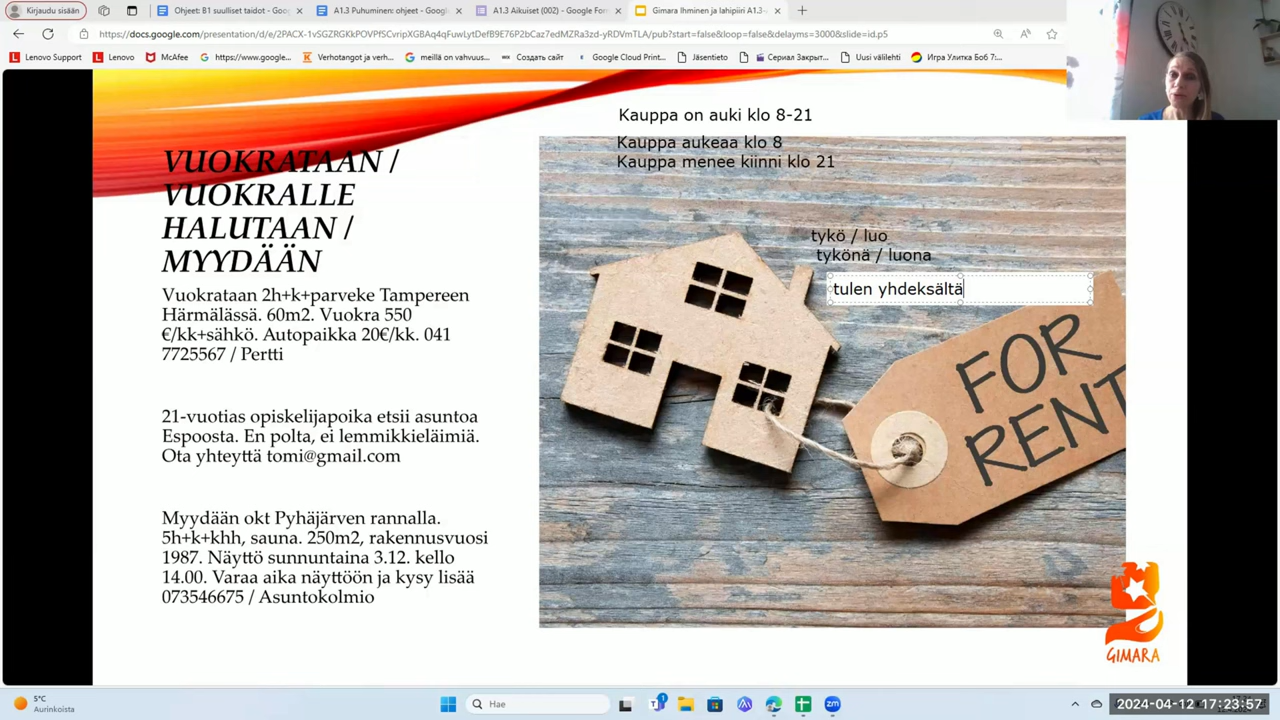 Kirjaudu sisään
Ohjeet: B1 suulliset taidot - Goog
A1.3 Puhuminen: ohjeet - Googl
A1.3 Aikuiset (002) - Google For
Gimara Ihminen ja lahipiiri A1.3
https://docs.google.com/presentation/d/e/2PACX-1vSGZRGKkPOVPfSCvripXGBAq4qFuwLytDefB9E76P2bCaz7edMZRa3zd-yRDVmTLA/pub?start=false&loop=false&delayms=3000&slide=id.p5
Lenovo Support
Lenovo
McAfee
https://www.google...
Verhotangot ja verh...
meillä on vahvuus...
Создать сайт
Google Cloud Print...
Jäsentieto
Сериал Закрыт...
Uusi välilehti
Игра Улитка Боб 7:...
Kauppa on auki klo 8-21
Kauppa aukeaa klo 8
Kauppa menee kiinni klo 21
VUOKRATAAN /
VUOKRALLE
HALUTAAN /
MYYDÄÄN
tykö / luo
tykönä / luona
tulen yhdeksältä
Vuokrataan 2h+k+parveke Tampereen
Härmälässä. 60m2. Vuokra 550
€/kk+sähkö. Autopaikka 20€/kk. 041
7725567 / Pertti
21-vuotias opiskelijapoika etsii asuntoa
Espoosta. En polta, ei lemmikkieläimiä.
Ota yhteyttä tomi@gmail.com
Myydään okt Pyhäjärven rannalla.
5h+k+khh, sauna. 250m2, rakennusvuosi
1987. Näyttö sunnuntaina 3.12. kello
14.00. Varaa aika näyttöön ja kysy lisää
073546675 / Asuntokolmio
FOR
RENT
GIMARA
5°C
Aurinkoista
Hae
2024-04-12 17:23:57